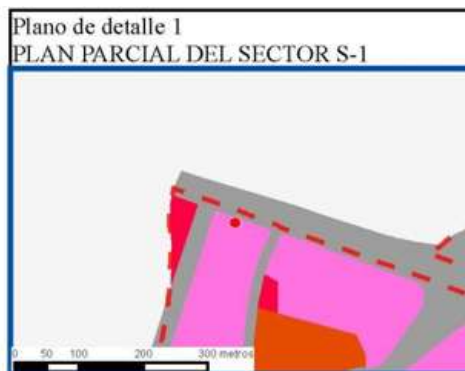 Plano de detalle 1
PLAN PARCIAL DEL SECTOR S-1
0 50 100 200 300 metros